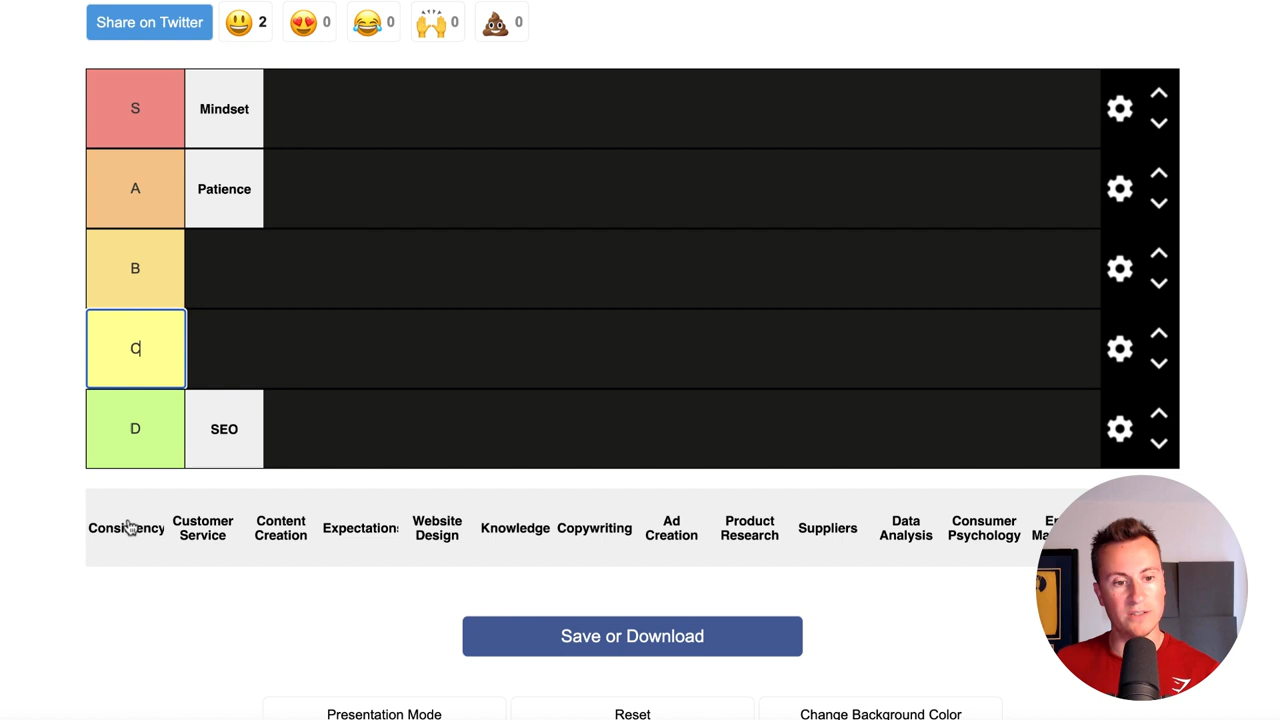 Share on Twitter
2
0
0
0
0
S
Mindset
A
Patience
B
C
D
SEO
Customer
Service
Content
Creation
Expectations
Website
Design
Knowledge
Copywriting
Ad
Creation
Product
Research
Suppliers
Data
Analysis
Consumer
Psychology
Save or Download
Presentation Mode
Reset
Change Background Color